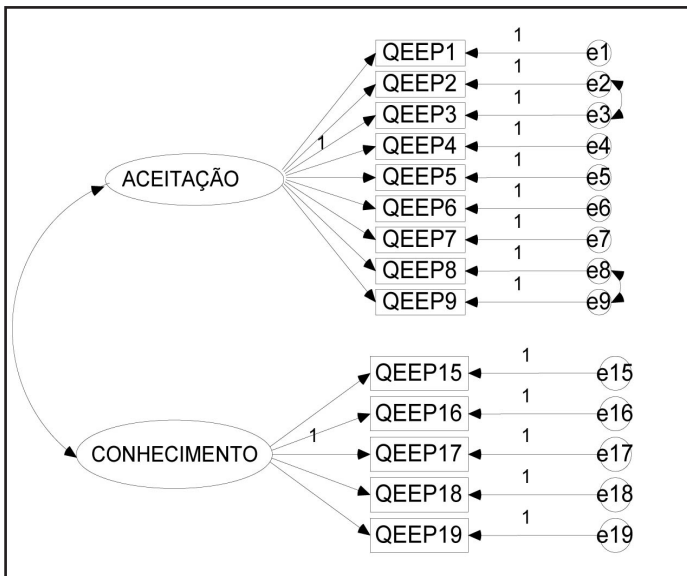 QEEP1 1 e1
QEEP2 1 e2
QEEP3 1 e3
1
QEEP4 1 e4
ACEITAÇÃO
QEEP5 1 e5
QEEP6 1 e6
QEEP7 1 e7
QEEP8 1 e8
QEEP9 1 e9
QEEP15 1 e15
QEEP16 1 e16
1
CONHECIMENTO
QEEP17 1 e17
QEEP18 1 e18
QEEP19 1 e19